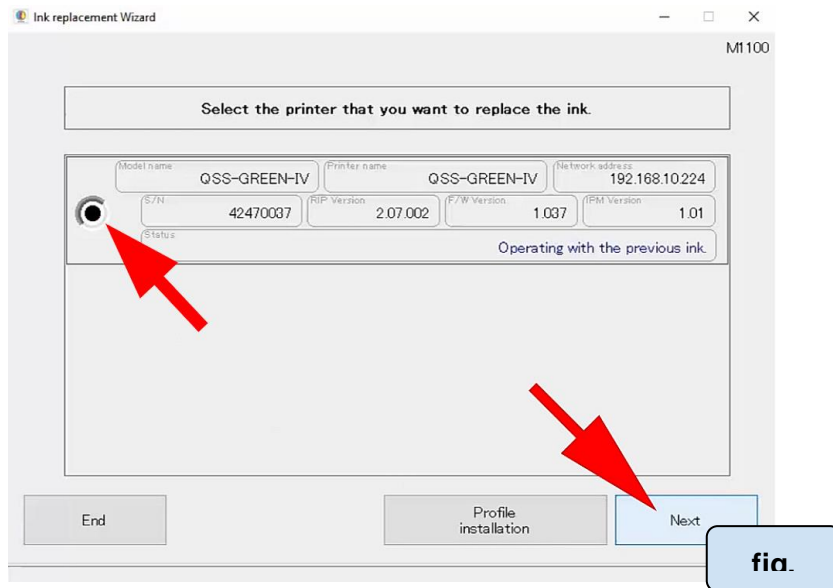 Ink replacement Wizard
M1100
Select the printer that you want to replace the ink.
Model name QSS-GREEN-IV Printer name QSS-GREEN-IV Network address 192.168.10.224
S/N 42470037 RIP Version 2.07.002 F/W Version 1.037 IPM Version 1.01
Status Operating with the previous ink.
End
Profile
installation
Next
fig.